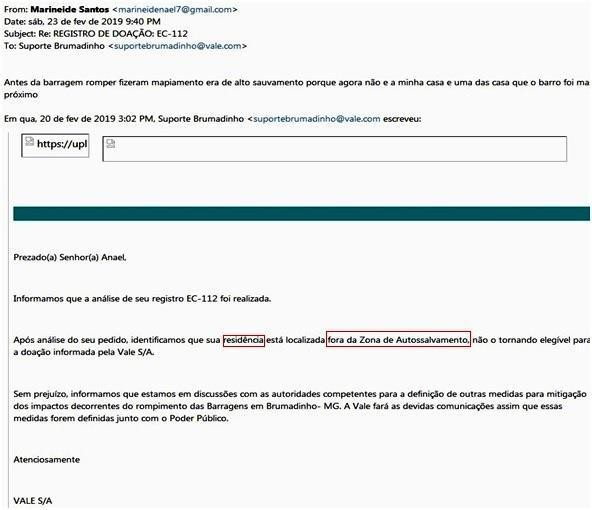 From: Marineide Santos <marineidenael7@gmail.com>
Date: sáb, 23 de fev de 2019 9:40 PM
Subject: Re: REGISTRO DE DOAÇÃO: EC-112
To: Suporte Brumadinho <suportebrumadinho@vale.com>
Antes da barragem romper fizeram mapiamento era de alto sauvamento porque agora não e a minha casa e uma das casa que o barro foi ma
próximo
Em qua, 20 de fev de 2019 3:02 PM, Suporte Brumadinho <suportebrumadinho@vale.com escreveu:
https://upl
Prezado(a) Senhor(a) Anael,
Informamos que a análise de seu registro EC-112 foi realizada.
Após análise do seu pedido, identificamos que sua residência está localizada fora da Zona de Autossalvamento, não o tornando elegível para
a doação informada pela Vale S/A.
Sem prejuízo, informamos que estamos em discussões com as autoridades competentes para a definição de outras medidas para mitigação
dos impactos decorrentes do rompimento das Barragens em Brumadinho- MG. A Vale fará as devidas comunicações assim que essas
medidas forem definidas junto com o Poder Público.
Atenciosamente
VALE S/A